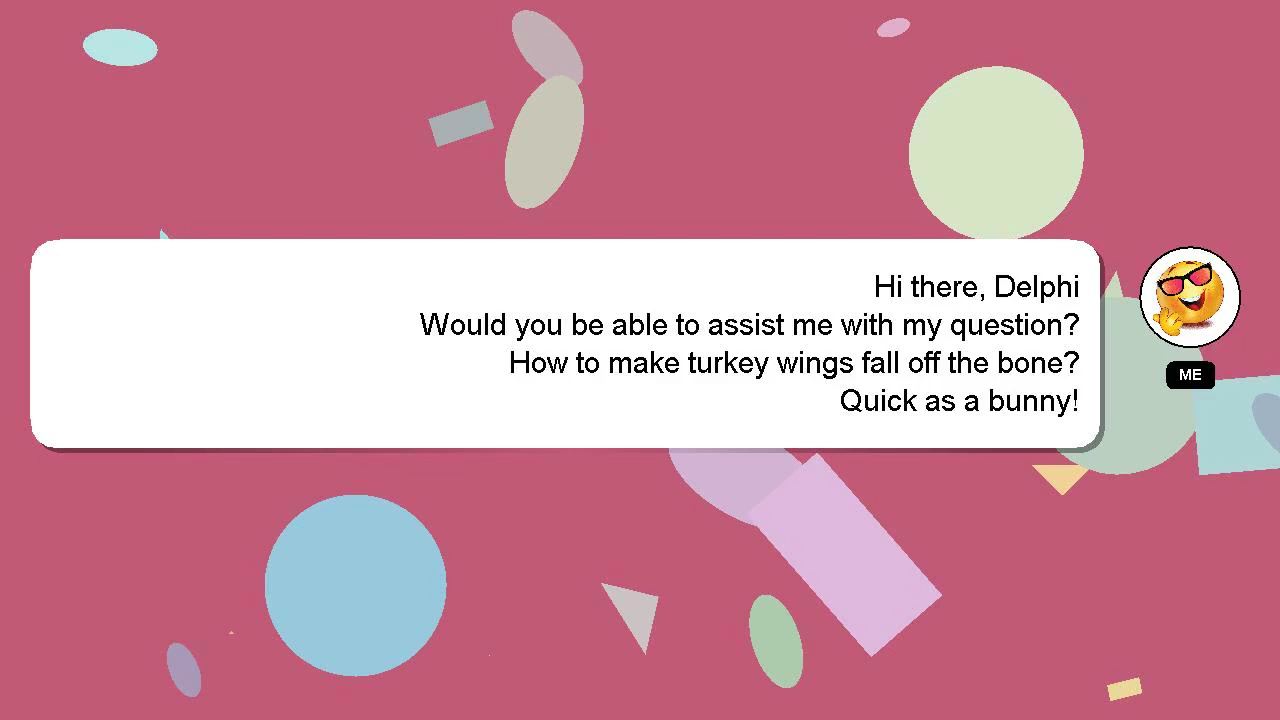 Hi there, Delphi
Would you be able to assist me with my question?
How to make turkey wings fall off the bone?
Quick as a bunny!
ME